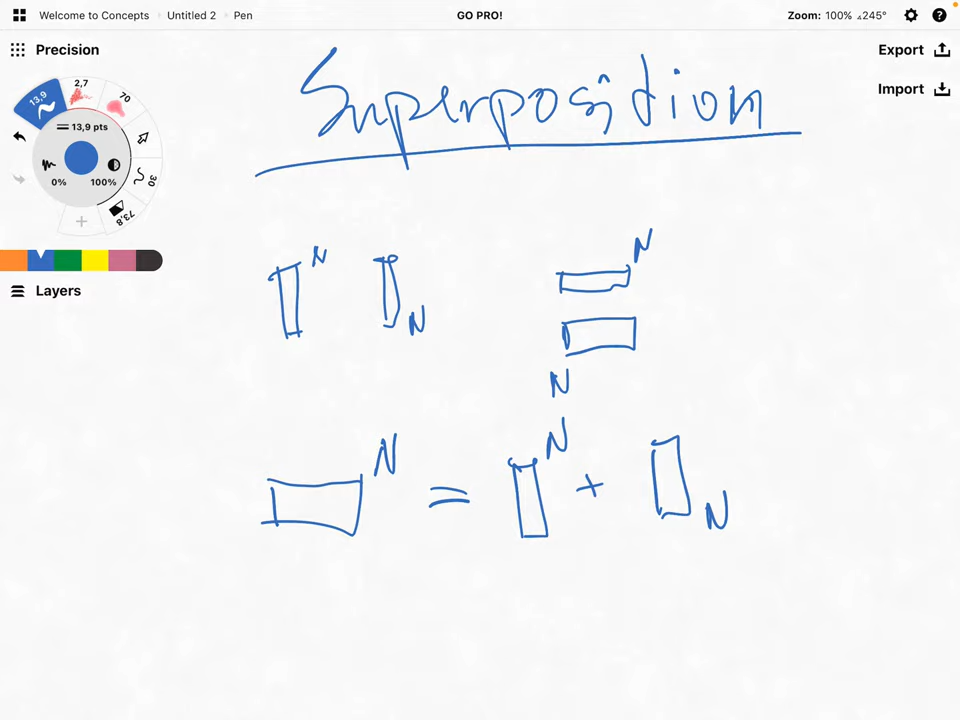 Welcome to Concepts › Untitled 2 › Pen
GO PRO!
Zoom: 100% ⊿245°
Precision
Export
Import
13,9
2,7
70
13,9 pts
0%
100%
30
73,8
Layers
Superposition
N
N
N
N
N = N + N